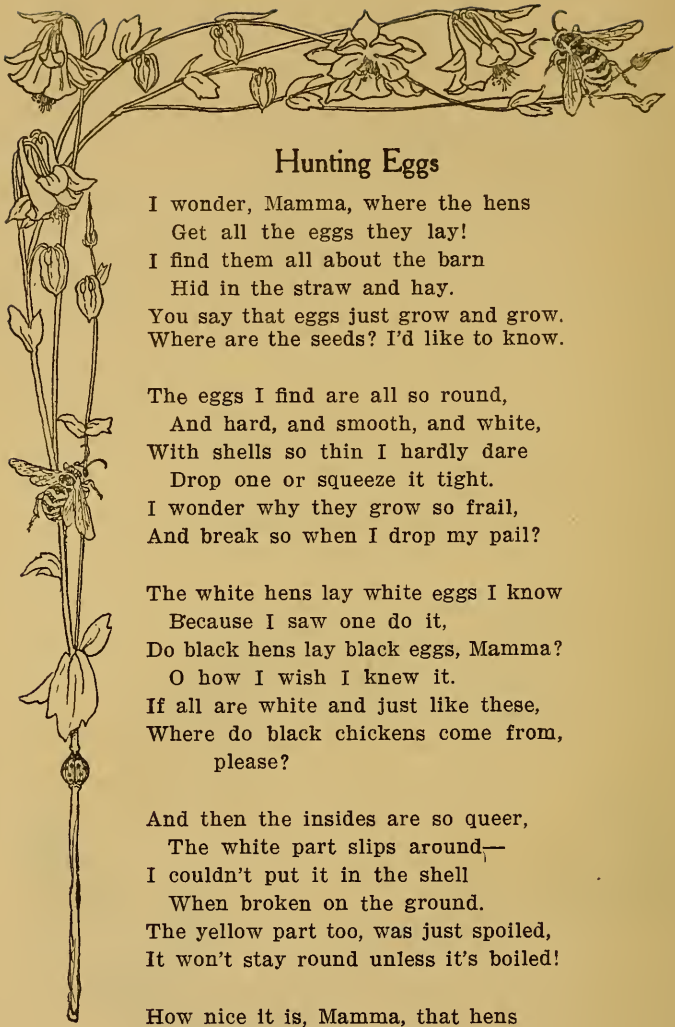 Hunting Eggs
I wonder, Mamma, where the hens
Get all the eggs they lay!
I find them all about the barn
Hid in the straw and hay.
You say that eggs just grow and grow.
Where are the seeds? I'd like to know.
The eggs I find are all so round,
And hard, and smooth, and white,
With shells so thin I hardly dare
Drop one or squeeze it tight.
I wonder why they grow so frail,
And break so when I drop my pail?
The white hens lay white eggs I know
Because I saw one do it,
Do black hens lay black eggs, Mamma?
O how I wish I knew it.
If all are white and just like these,
Where do black chickens come from,
please?
And then the insides are so queer,
The white part slips around—
I couldn't put it in the shell
When broken on the ground.
The yellow part too, was just spoiled,
It won't stay round unless it's boiled!
How nice it is, Mamma, that hens